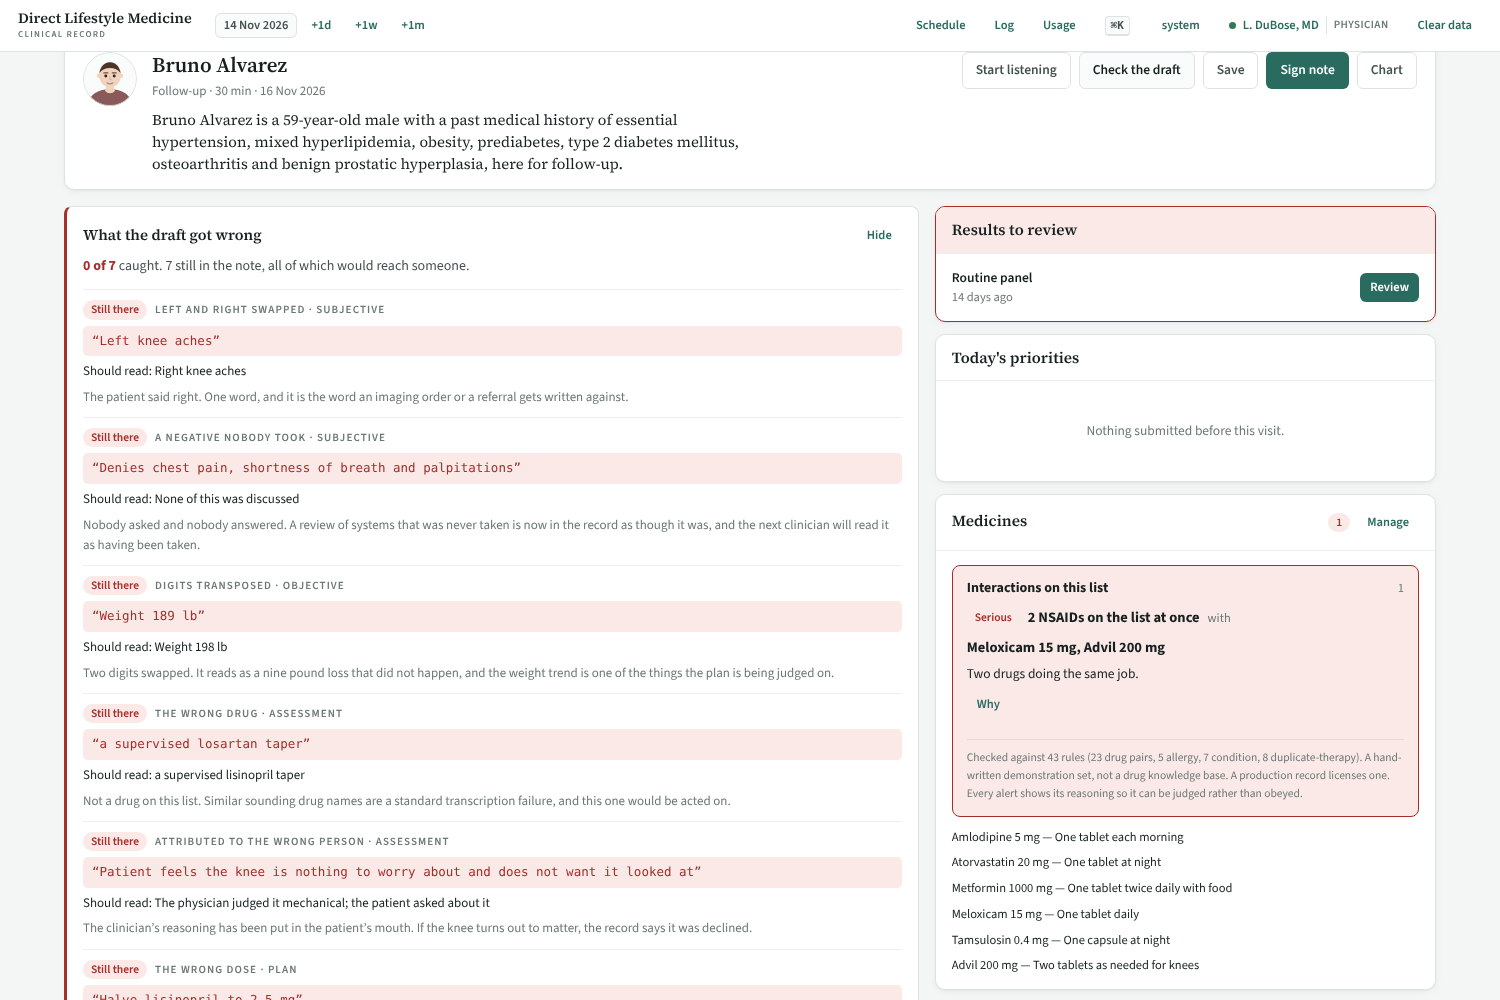 Direct Lifestyle Medicine
CLINICAL RECORD
14 Nov 2026 +1d +1w +1m
Schedule Log Usage ⌘K system L. DuBose, MD PHYSICIAN Clear data
Bruno Alvarez
Follow-up · 30 min · 16 Nov 2026
Start listening Check the draft Save Sign note Chart
Bruno Alvarez is a 59-year-old male with a past medical history of essential
hypertension, mixed hyperlipidemia, obesity, prediabetes, type 2 diabetes mellitus,
osteoarthritis and benign prostatic hyperplasia, here for follow-up.
What the draft got wrong
Hide
0 of 7 caught. 7 still in the note, all of which would reach someone.
Still there LEFT AND RIGHT SWAPPED · SUBJECTIVE
“Left knee aches”
Should read: Right knee aches
The patient said right. One word, and it is the word an imaging order or a referral gets written against.
Still there A NEGATIVE NOBODY TOOK · SUBJECTIVE
“Denies chest pain, shortness of breath and palpitations”
Should read: None of this was discussed
Nobody asked and nobody answered. A review of systems that was never taken is now in the record as though it was, and the next clinician will read it
as having been taken.
Still there DIGITS TRANSPOSED · OBJECTIVE
“Weight 189 lb”
Should read: Weight 198 lb
Two digits swapped. It reads as a nine pound loss that did not happen, and the weight trend is one of the things the plan is being judged on.
Still there THE WRONG DRUG · ASSESSMENT
“a supervised losartan taper”
Should read: a supervised lisinopril taper
Not a drug on this list. Similar sounding drug names are a standard transcription failure, and this one would be acted on.
Still there ATTRIBUTED TO THE WRONG PERSON · ASSESSMENT
“Patient feels the knee is nothing to worry about and does not want it looked at”
Should read: The physician judged it mechanical; the patient asked about it
The clinician’s reasoning has been put in the patient’s mouth. If the knee turns out to matter, the record says it was declined.
Still there THE WRONG DOSE · PLAN
“Halve lisinopril to 2.5 mg”
Results to review
Routine panel
14 days ago
Review
Today's priorities
Nothing submitted before this visit.
Medicines
1 Manage
Interactions on this list 1
Serious 2 NSAIDs on the list at once with
Meloxicam 15 mg, Advil 200 mg
Two drugs doing the same job.
Why
Checked against 43 rules (23 drug pairs, 5 allergy, 7 condition, 8 duplicate-therapy). A hand-
written demonstration set, not a drug knowledge base. A production record licenses one.
Every alert shows its reasoning so it can be judged rather than obeyed.
Amlodipine 5 mg — One tablet each morning
Atorvastatin 20 mg — One tablet at night
Metformin 1000 mg — One tablet twice daily with food
Meloxicam 15 mg — One tablet daily
Tamsulosin 0.4 mg — One capsule at night
Advil 200 mg — Two tablets as needed for knees